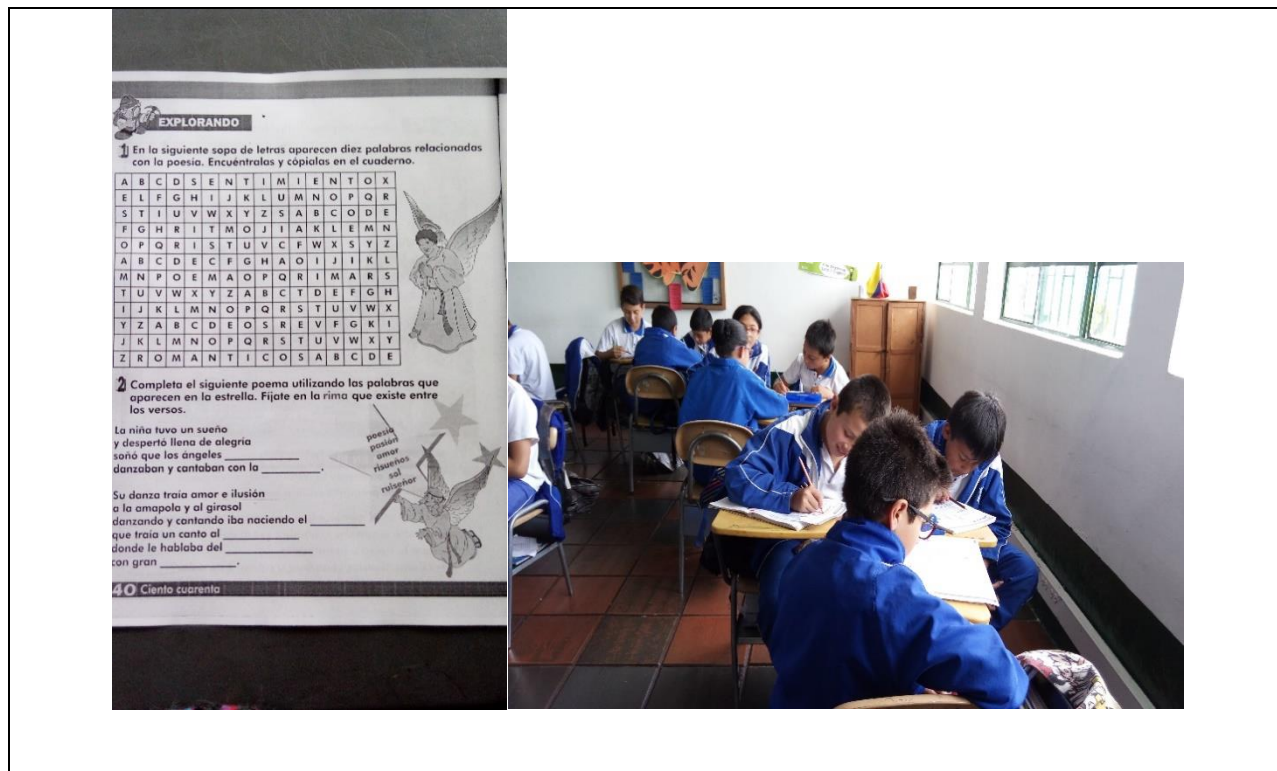 EXPLORANDO
1 En la siguiente sopa de letras aparecen diez palabras relacionadas
con la poesía. Encuéntralas y cópialas en el cuaderno.
A B C D S E N T I M I E N T O X
E L F G H I J K L U M N O P Q R
S T I U V W X Y Z S A B C O D E
F G H R I T M O J I A K L E M N
O P Q R I S T U V C F W X S Y Z
A B C D E C F G H A O I J I K L
M N P O E M A O P Q R I M A R S
T U V W X Y Z A B C T D E F G H
I J K L M N O P Q R S T U V W X
Y Z A B C D E O S R E V F G K I
J K L M N O P Q R S T U V W X Y
Z R O M A N T I C O S A B C D E
2 Completa el siguiente poema utilizando las palabras que
aparecen en la estrella. Fíjate en la rima que existe entre
los versos.
La niña tuvo un sueño
y despertó llena de alegría
soñó que los ángeles
danzaban y cantaban con la .
Su danza traía amor e ilusión
a la amapola y al girasol
danzando y cantando iba naciendo el
que traía un canto al
donde le hablaba del
con gran .
poesía
pasión
amor
risueños
sol
ruiseñor
40 Ciento cuarenta